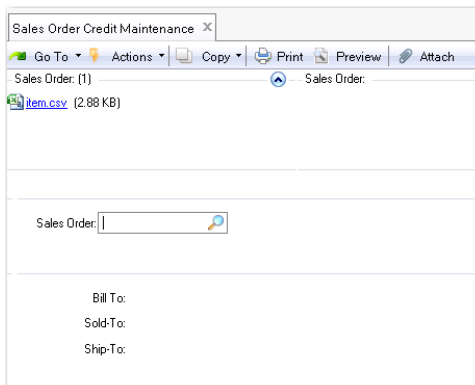 Sales Order Credit Maintenance X
Go To Actions Copy Print Preview Attach
Sales Order: (1) Sales Order:
item.csv (2.88 KB)
Sales Order:
Bill To:
Sold-To:
Ship-To: